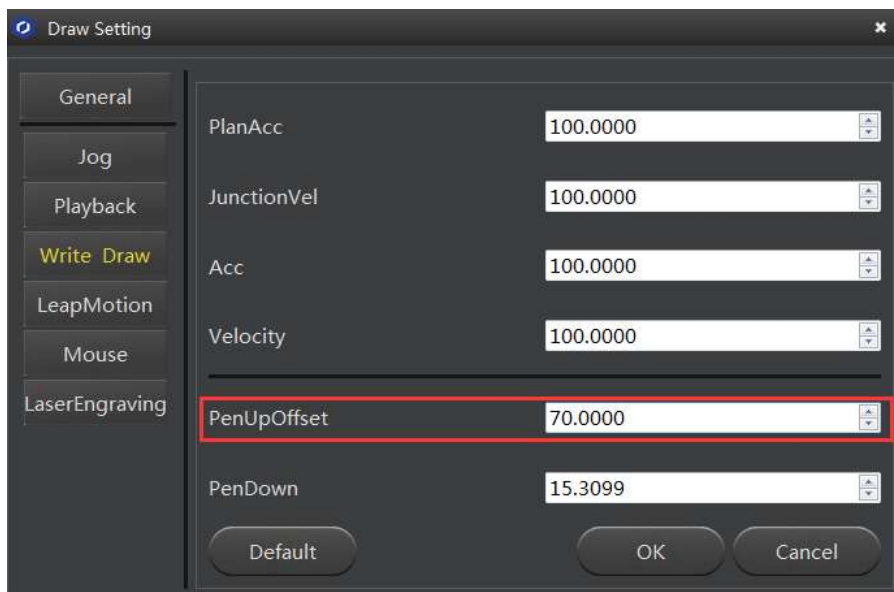 Draw Setting
General
Jog
Playback
Write Draw
LeapMotion
Mouse
LaserEngraving
PlanAcc 100.0000
JunctionVel 100.0000
Acc 100.0000
Velocity 100.0000
PenUpOffset 70.0000
PenDown 15.3099
Default OK Cancel